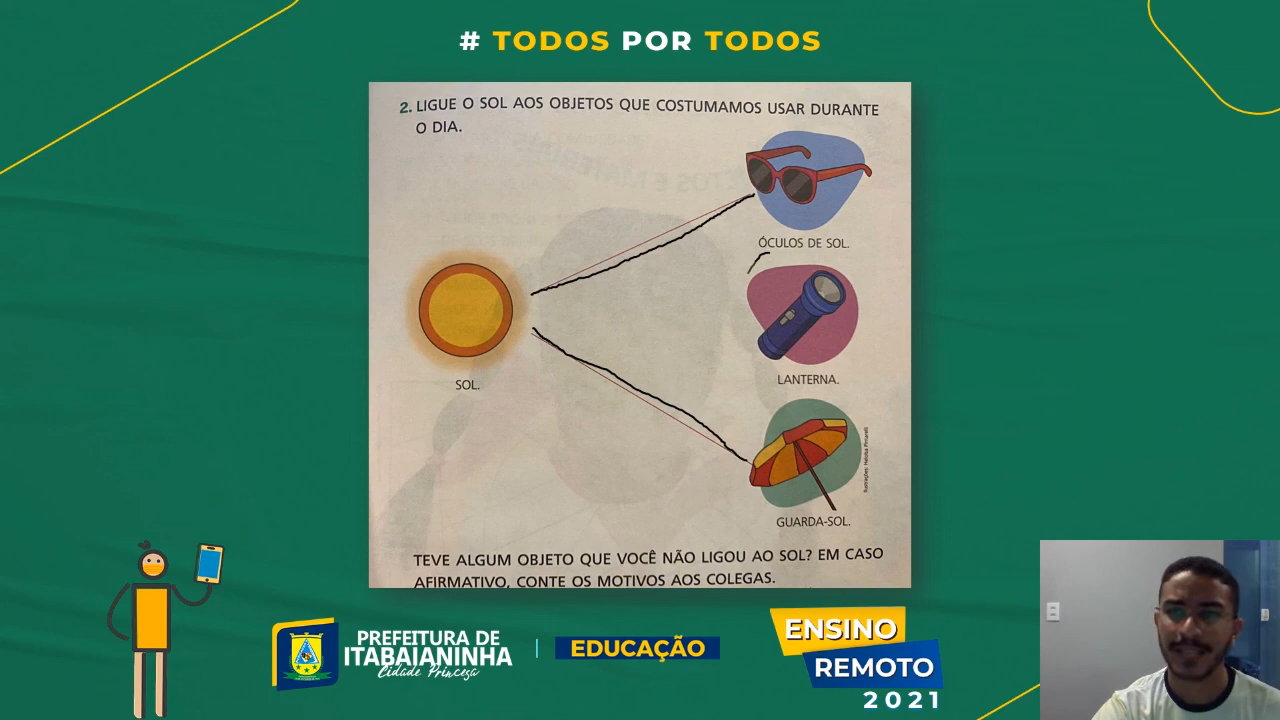 # TODOS POR TODOS
2. LIGUE O SOL AOS OBJETOS QUE COSTUMAMOS USAR DURANTE
O DIA.
ÓCULOS DE SOL.
SOL.
LANTERNA.
GUARDA-SOL.
TEVE ALGUM OBJETO QUE VOCÊ NÃO LIGOU AO SOL? EM CASO
AFIRMATIVO, CONTE OS MOTIVOS AOS COLEGAS.
PREFEITURA DE
ITABAIANINHA
Cidade Princesa
EDUCAÇÃO
ENSINO
REMOTO
2021